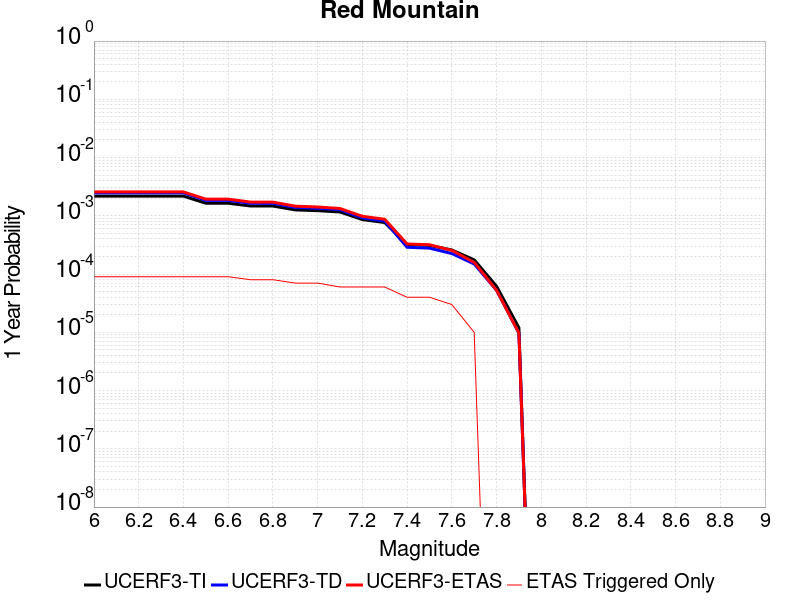 Red Mountain
10^0
10^-1
10^-2
10^-3
10^-4
10^-5
10^-6
10^-7
10^-8
1 Year Probability
6 6.2 6.4 6.6 6.8 7 7.2 7.4 7.6 7.8 8 8.2 8.4 8.6 8.8 9
Magnitude
UCERF3-TI UCERF3-TD UCERF3-ETAS ETAS Triggered Only